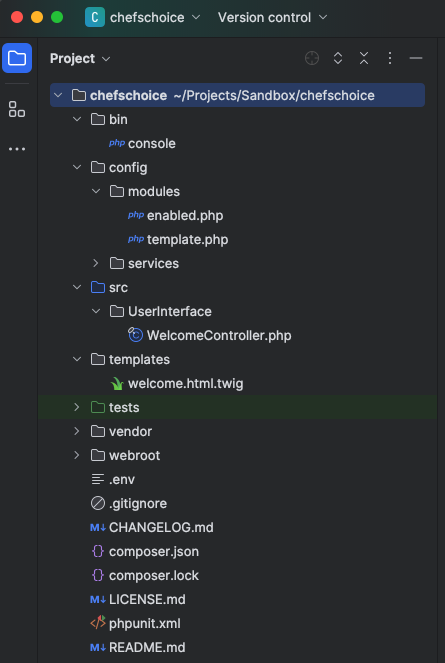 C chefschoice Version control
Project
chefschoice ~/Projects/Sandbox/chefschoice
bin
php console
config
modules
php enabled.php
php template.php
services
src
UserInterface
C WelcomeController.php
templates
welcome.html.twig
tests
vendor
webroot
.env
.gitignore
M↓ CHANGELOG.md
{} composer.json
{} composer.lock
M↓ LICENSE.md
</> phpunit.xml
M↓ README.md